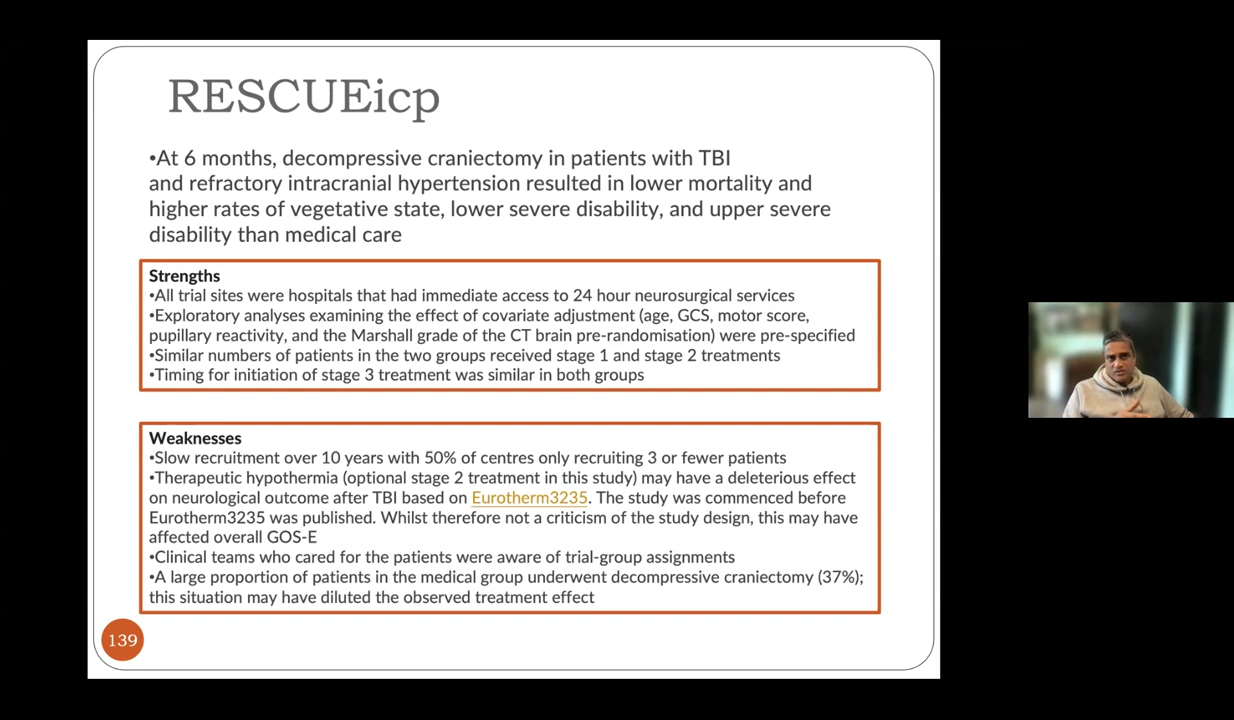 RESCUEicp
•At 6 months, decompressive craniectomy in patients with TBI
and refractory intracranial hypertension resulted in lower mortality and
higher rates of vegetative state, lower severe disability, and upper severe
disability than medical care
Strengths
•All trial sites were hospitals that had immediate access to 24 hour neurosurgical services
•Exploratory analyses examining the effect of covariate adjustment (age, GCS, motor score,
pupillary reactivity, and the Marshall grade of the CT brain pre-randomisation) were pre-specified
•Similar numbers of patients in the two groups received stage 1 and stage 2 treatments
•Timing for initiation of stage 3 treatment was similar in both groups
Weaknesses
•Slow recruitment over 10 years with 50% of centres only recruiting 3 or fewer patients
•Therapeutic hypothermia (optional stage 2 treatment in this study) may have a deleterious effect
on neurological outcome after TBI based on Eurotherm3235. The study was commenced before
Eurotherm3235 was published. Whilst therefore not a criticism of the study design, this may have
affected overall GOS-E
•Clinical teams who cared for the patients were aware of trial-group assignments
•A large proportion of patients in the medical group underwent decompressive craniectomy (37%);
this situation may have diluted the observed treatment effect
139